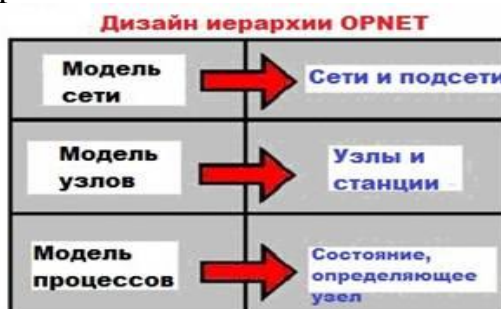 Дизайн иерархии OPNET
Модель
сети
Сети и подсети
Модель
узлов
Узлы и
станции
Модель
процессов
Состояние,
определяющее
узел